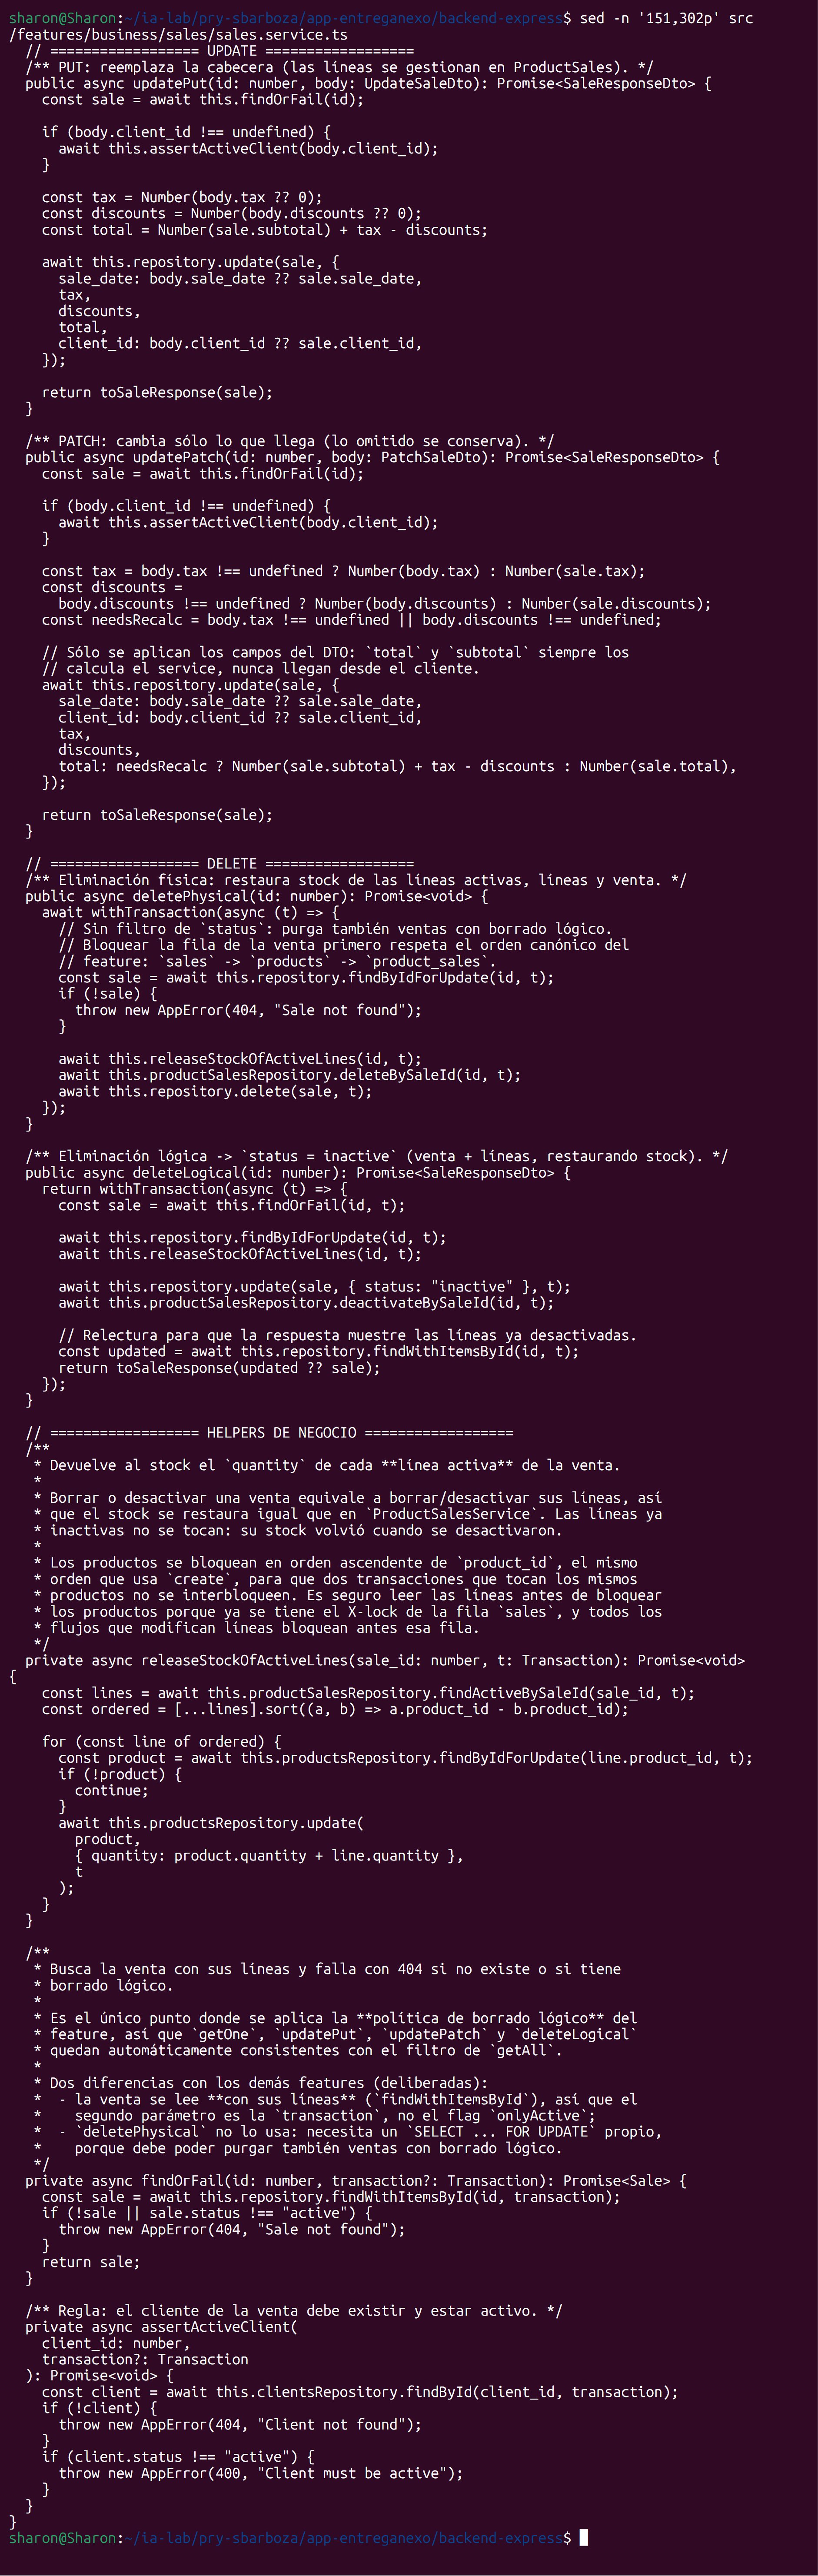 sharon@Sharon:~/ia-lab/pry-sbarboza/app-entreganexo/backend-express$ sed -n '151,302p' src
/features/business/sales/sales.service.ts
  // ================== UPDATE ==================
  /** PUT: reemplaza la cabecera (las líneas se gestionan en ProductSales). */
  public async updatePut(id: number, body: UpdateSaleDto): Promise<SaleResponseDto> {
    const sale = await this.findOrFail(id);

    if (body.client_id !== undefined) {
      await this.assertActiveClient(body.client_id);
    }

    const tax = Number(body.tax ?? 0);
    const discounts = Number(body.discounts ?? 0);
    const total = Number(sale.subtotal) + tax - discounts;

    await this.repository.update(sale, {
      sale_date: body.sale_date ?? sale.sale_date,
      tax,
      discounts,
      total,
      client_id: body.client_id ?? sale.client_id,
    });

    return toSaleResponse(sale);
  }

  /** PATCH: cambia sólo lo que llega (lo omitido se conserva). */
  public async updatePatch(id: number, body: PatchSaleDto): Promise<SaleResponseDto> {
    const sale = await this.findOrFail(id);

    if (body.client_id !== undefined) {
      await this.assertActiveClient(body.client_id);
    }

    const tax = body.tax !== undefined ? Number(body.tax) : Number(sale.tax);
    const discounts =
      body.discounts !== undefined ? Number(body.discounts) : Number(sale.discounts);
    const needsRecalc = body.tax !== undefined || body.discounts !== undefined;

    // Sólo se aplican los campos del DTO: `total` y `subtotal` siempre los
    // calcula el service, nunca llegan desde el cliente.
    await this.repository.update(sale, {
      sale_date: body.sale_date ?? sale.sale_date,
      client_id: body.client_id ?? sale.client_id,
      tax,
      discounts,
      total: needsRecalc ? Number(sale.subtotal) + tax - discounts : Number(sale.total),
    });

    return toSaleResponse(sale);
  }

  // ================== DELETE ==================
  /** Eliminación física: restaura stock de las líneas activas, líneas y venta. */
  public async deletePhysical(id: number): Promise<void> {
    await withTransaction(async (t) => {
      // Sin filtro de `status`: purga también ventas con borrado lógico.
      // Bloquear la fila de la venta primero respeta el orden canónico del
      // feature: `sales` -> `products` -> `product_sales`.
      const sale = await this.repository.findByIdForUpdate(id, t);
      if (!sale) {
        throw new AppError(404, "Sale not found");
      }

      await this.releaseStockOfActiveLines(id, t);
      await this.productSalesRepository.deleteBySaleId(id, t);
      await this.repository.delete(sale, t);
    });
  }

  /** Eliminación lógica -> `status = inactive` (venta + líneas, restaurando stock). */
  public async deleteLogical(id: number): Promise<SaleResponseDto> {
    return withTransaction(async (t) => {
      const sale = await this.findOrFail(id, t);

      await this.repository.findByIdForUpdate(id, t);
      await this.releaseStockOfActiveLines(id, t);

      await this.repository.update(sale, { status: "inactive" }, t);
      await this.productSalesRepository.deactivateBySaleId(id, t);

      // Relectura para que la respuesta muestre las líneas ya desactivadas.
      const updated = await this.repository.findWithItemsById(id, t);
      return toSaleResponse(updated ?? sale);
    });
  }

  // ================== HELPERS DE NEGOCIO ==================
  /**
   * Devuelve al stock el `quantity` de cada **línea activa** de la venta.
   *
   * Borrar o desactivar una venta equivale a borrar/desactivar sus líneas, así
   * que el stock se restaura igual que en `ProductSalesService`. Las líneas ya
   * inactivas no se tocan: su stock volvió cuando se desactivaron.
   *
   * Los productos se bloquean en orden ascendente de `product_id`, el mismo
   * orden que usa `create`, para que dos transacciones que tocan los mismos
   * productos no se interbloqueen. Es seguro leer las líneas antes de bloquear
   * los productos porque ya se tiene el X-lock de la fila `sales`, y todos los
   * flujos que modifican líneas bloquean antes esa fila.
   */
  private async releaseStockOfActiveLines(sale_id: number, t: Transaction): Promise<void>
{
    const lines = await this.productSalesRepository.findActiveBySaleId(sale_id, t);
    const ordered = [...lines].sort((a, b) => a.product_id - b.product_id);

    for (const line of ordered) {
      const product = await this.productsRepository.findByIdForUpdate(line.product_id, t);
      if (!product) {
        continue;
      }
      await this.productsRepository.update(
        product,
        { quantity: product.quantity + line.quantity },
        t
      );
    }
  }

  /**
   * Busca la venta con sus líneas y falla con 404 si no existe o si tiene
   * borrado lógico.
   *
   * Es el único punto donde se aplica la **política de borrado lógico** del
   * feature, así que `getOne`, `updatePut`, `updatePatch` y `deleteLogical`
   * quedan automáticamente consistentes con el filtro de `getAll`.
   *
   * Dos diferencias con los demás features (deliberadas):
   *  - la venta se lee **con sus líneas** (`findWithItemsById`), así que el
   *    segundo parámetro es la `transaction`, no el flag `onlyActive`;
   *  - `deletePhysical` no lo usa: necesita un `SELECT ... FOR UPDATE` propio,
   *    porque debe poder purgar también ventas con borrado lógico.
   */
  private async findOrFail(id: number, transaction?: Transaction): Promise<Sale> {
    const sale = await this.repository.findWithItemsById(id, transaction);
    if (!sale || sale.status !== "active") {
      throw new AppError(404, "Sale not found");
    }
    return sale;
  }

  /** Regla: el cliente de la venta debe existir y estar activo. */
  private async assertActiveClient(
    client_id: number,
    transaction?: Transaction
  ): Promise<void> {
    const client = await this.clientsRepository.findById(client_id, transaction);
    if (!client) {
      throw new AppError(404, "Client not found");
    }
    if (client.status !== "active") {
      throw new AppError(400, "Client must be active");
    }
  }
}
sharon@Sharon:~/ia-lab/pry-sbarboza/app-entreganexo/backend-express$